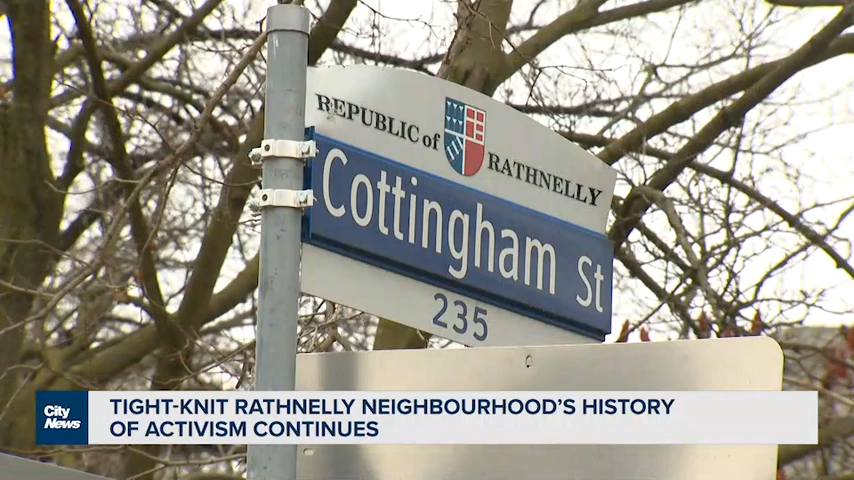 REPUBLIC of RATHNELLY
Cottingham St
235
City
News
TIGHT-KNIT RATHNELLY NEIGHBOURHOOD'S HISTORY
OF ACTIVISM CONTINUES